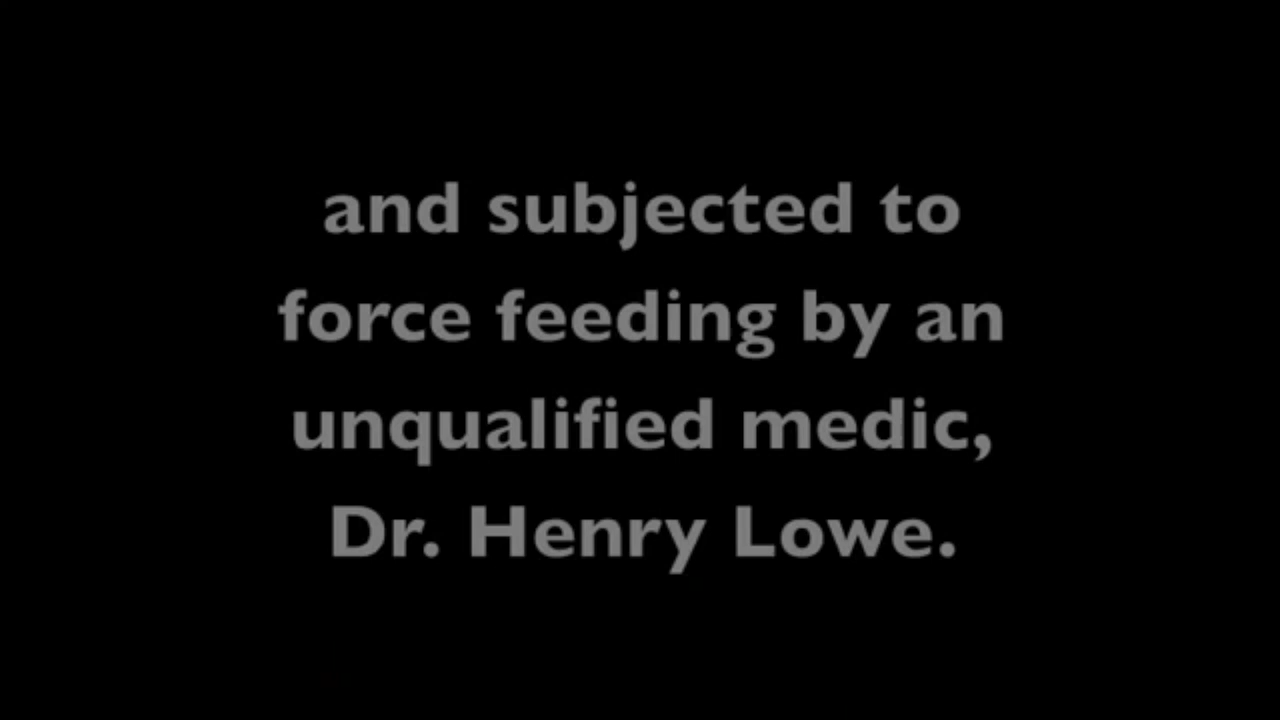 and subjected to
force feeding by an
unqualified medic,
Dr. Henry Lowe.